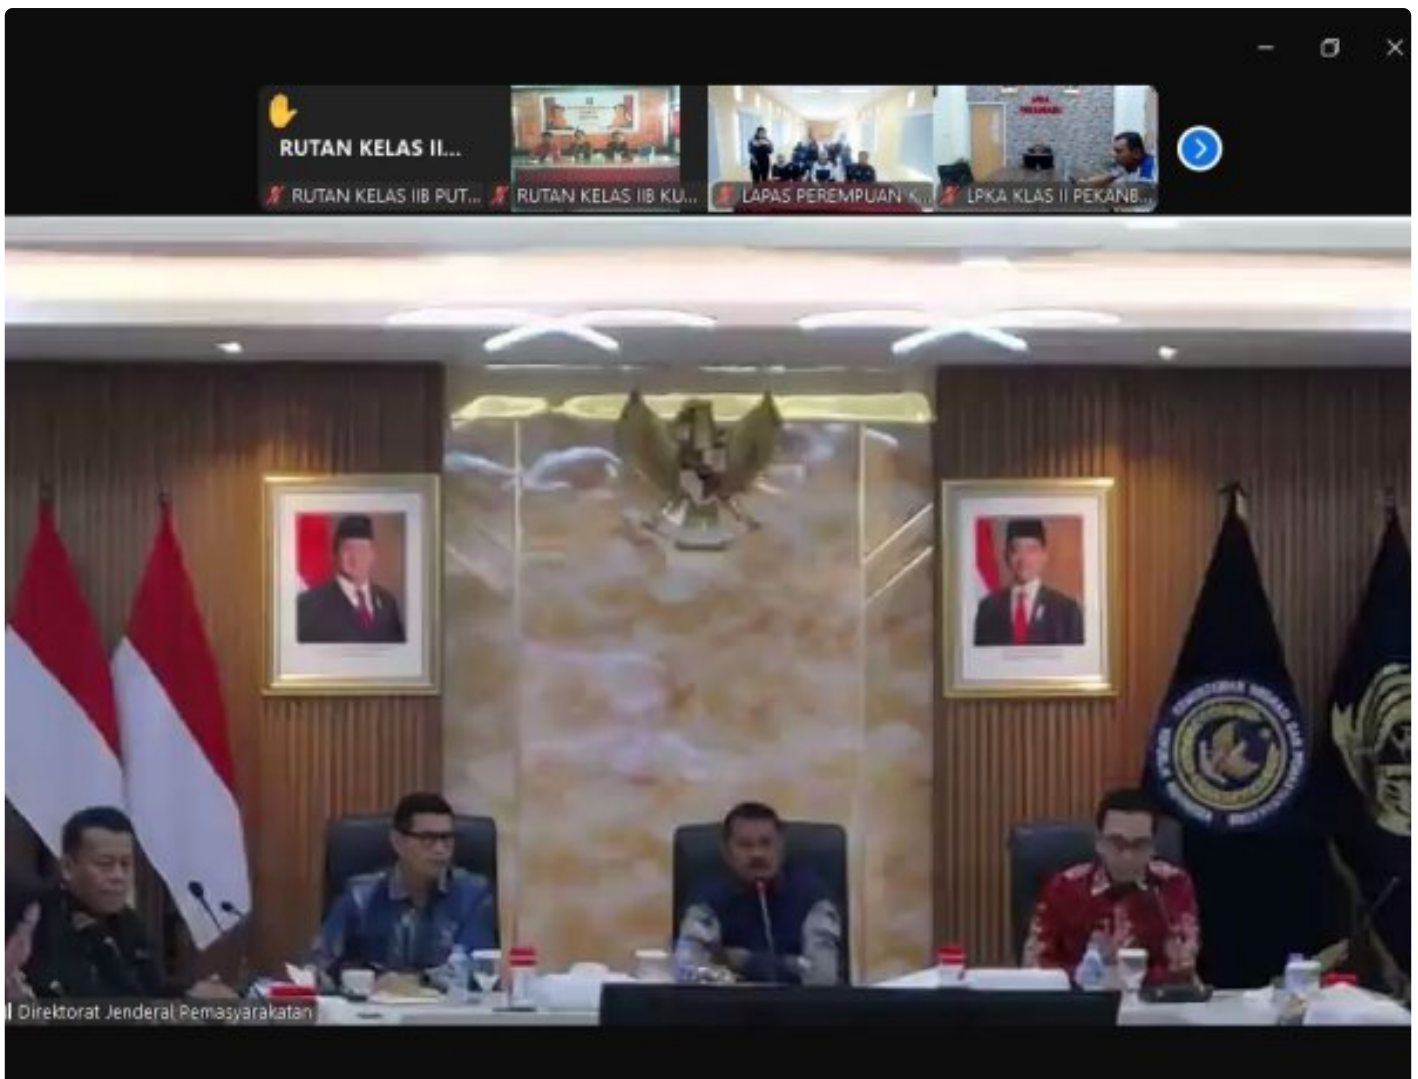 RUTAN KELAS II...
RUTAN KELAS IIB PUT...
RUTAN KELAS IIB KU...
LAPAS PEREMPUAN K...
LPKA KLAS II PEKANB...
Direktorat Jenderal Pemasyarakatan